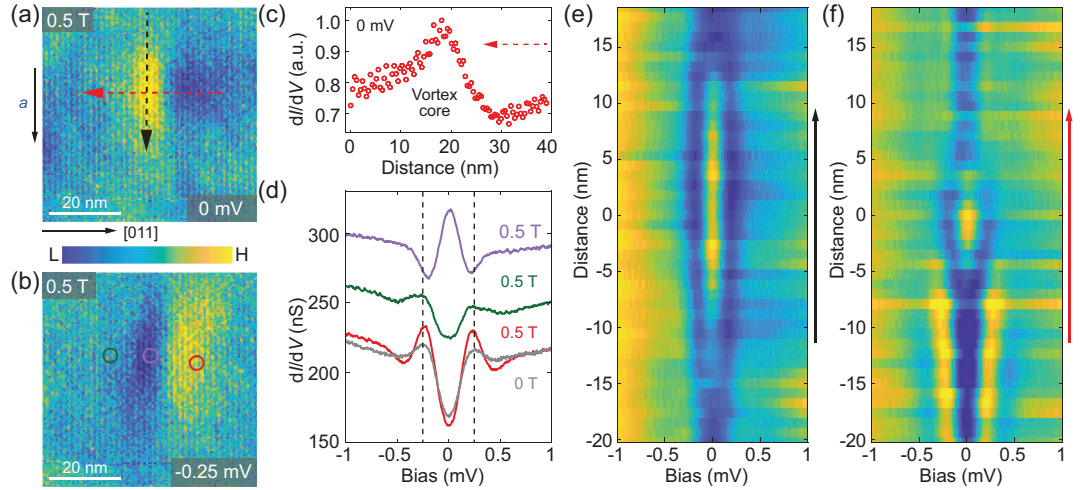 (a)
0.5 T
a
20 nm
0 mV
[011]
L
H
(b)
0.5 T
20 nm
-0.25 mV
(c)
0 mV
Vortex
core
dI/dV (a.u.)
1.0
0.9
0.8
0.7
0
10
20
30
40
Distance (nm)
(d)
0.5 T
0.5 T
0.5 T
0 T
dI/dV (nS)
300
250
200
150
-1
-0.5
0
0.5
1
Bias (mV)
(e)
Distance (nm)
15
10
5
0
-5
-10
-15
-20
-1
-0.5
0
0.5
1
Bias (mV)
(f)
Distance (nm)
15
10
5
0
-5
-10
-15
-20
-1
-0.5
0
0.5
1
Bias (mV)